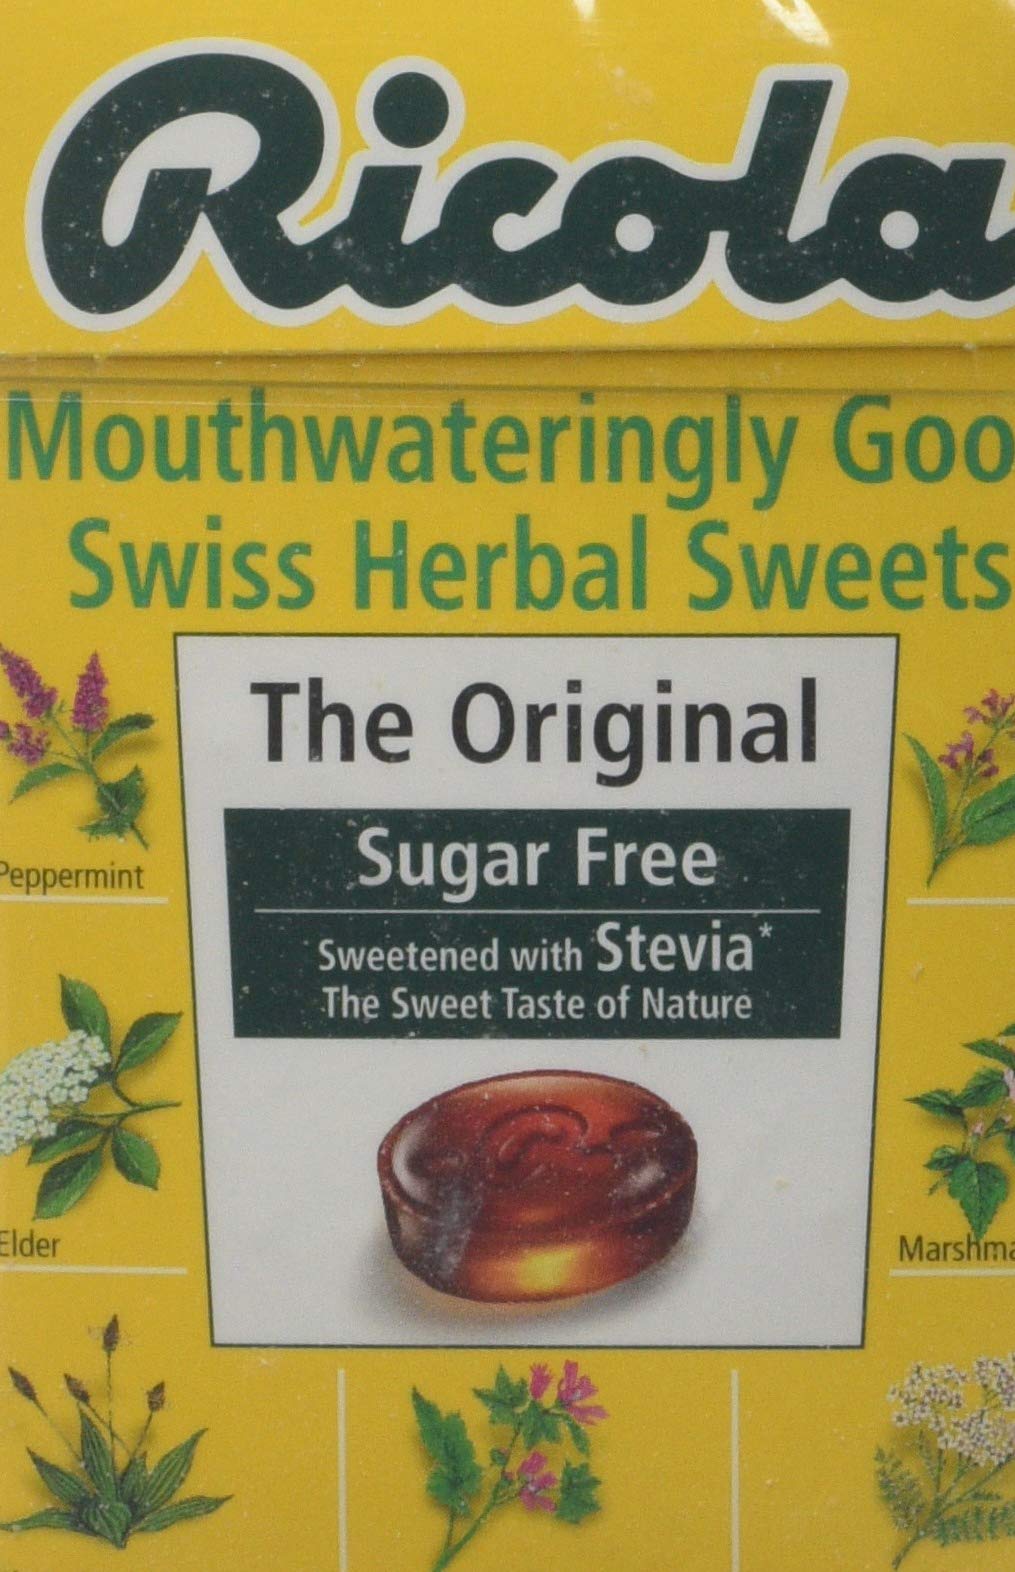 Ricola
Mouthwateringly Goo
Swiss Herbal Sweets
The Original
Sugar Free
Sweetened with Stevia*
The Sweet Taste of Nature
Peppermint
Elder
Marshma